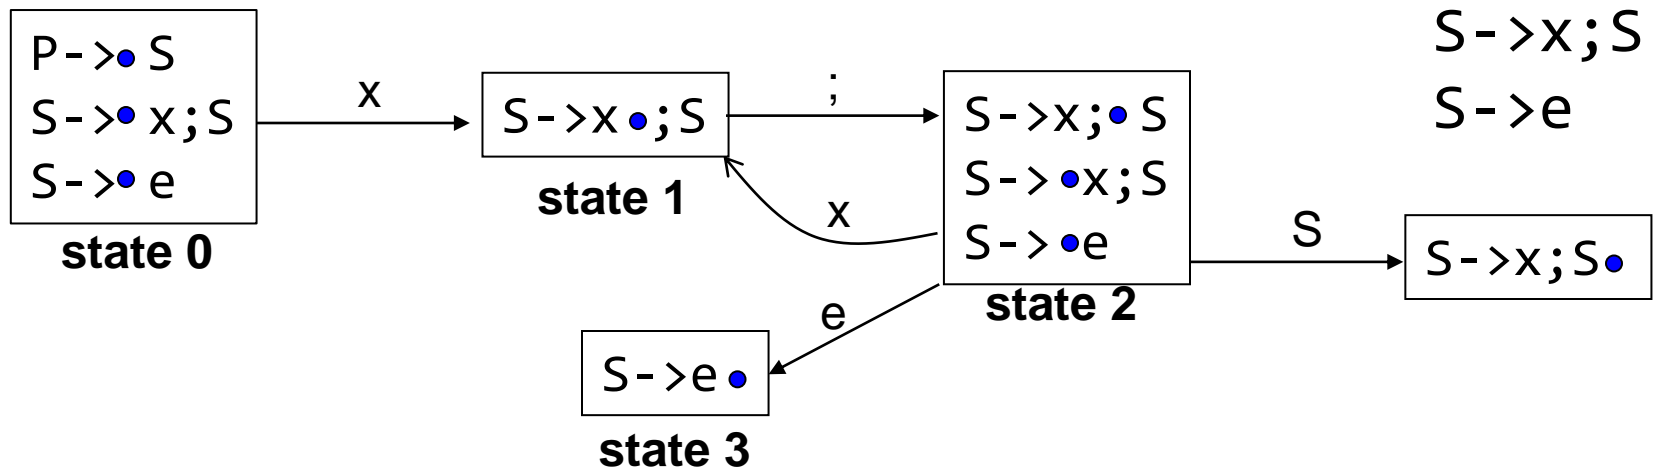 P->• S
S->• x;S
S->• e
state 0
x
S->x •;S
state 1
;
x
S->x;• S
S-> •x;S
S-> •e
state 2
e
S->e •
state 3
S
S->x;S•
S->x;S
S->e